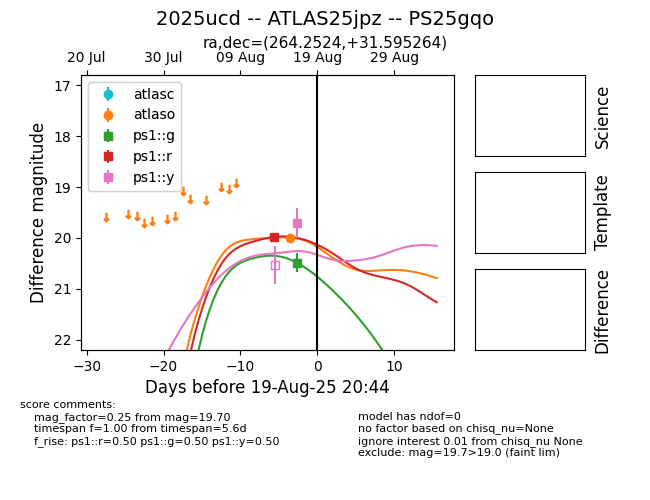 2025ucd -- ATLAS25jpz -- PS25gqo
ra,dec=(264.2524,+31.595264)
20 Jul 30 Jul 09 Aug 19 Aug 29 Aug
atlasc
atlaso
ps1::g
ps1::r
ps1::y
17
18
19
20
21
22
Difference magnitude
−30 −20 −10 0 10
Days before 19-Aug-25 20:44
Science
Template
Difference
score comments:
mag_factor=0.25 from mag=19.70
timespan f=1.00 from timespan=5.6d
f_rise: ps1::r=0.50 ps1::g=0.50 ps1::y=0.50
model has ndof=0
no factor based on chisq_nu=None
ignore interest 0.01 from chisq_nu None
exclude: mag=19.7>19.0 (faint lim)